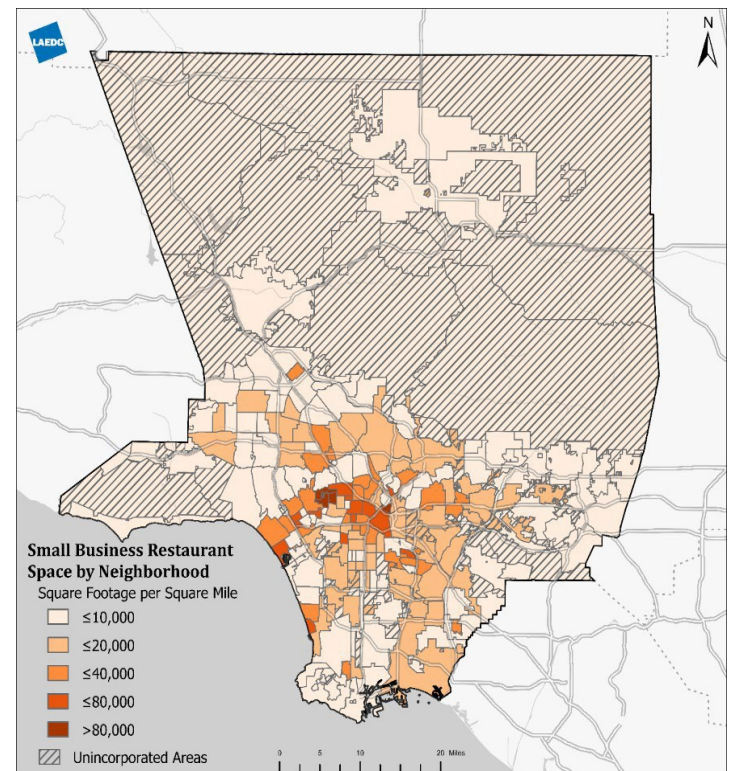 LAEDC
N
Small Business Restaurant
Space by Neighborhood
Square Footage per Square Mile
≤10,000
≤20,000
≤40,000
≤80,000
>80,000
Unincorporated Areas
0 5 10 20 Miles